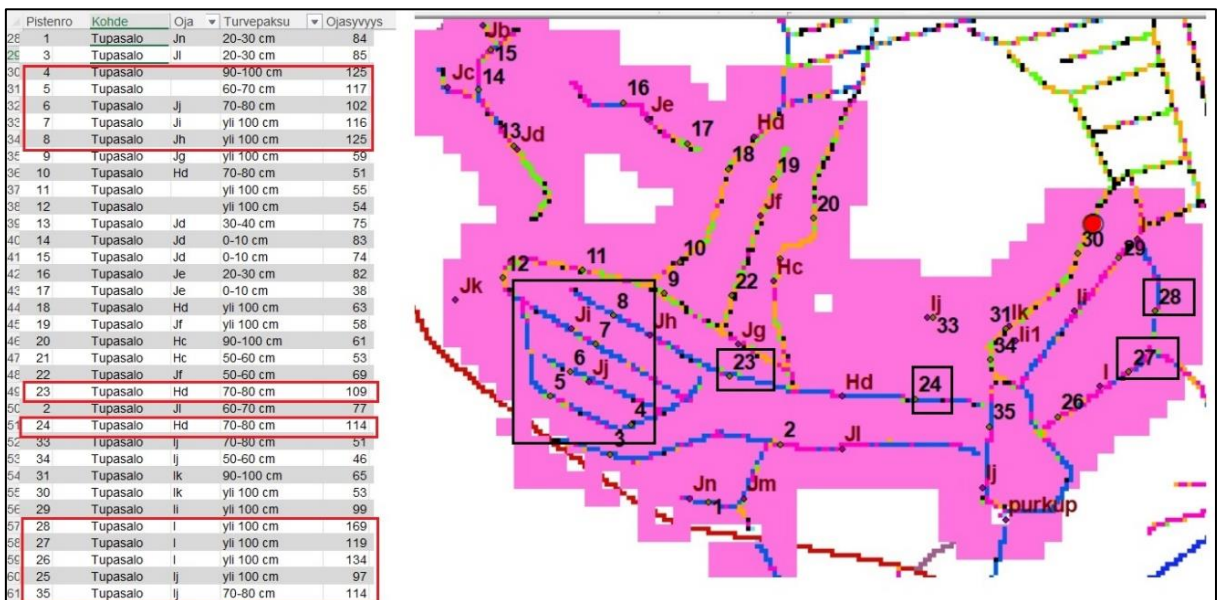 Pistenro Kohde Oja Turvepaksu Ojasyvyys
28 1 Tupasalo Jn 20-30 cm 84
29 3 Tupasalo Jl 20-30 cm 85
30 4 Tupasalo 90-100 cm 125
31 5 Tupasalo 60-70 cm 117
32 6 Tupasalo Jj 70-80 cm 102
33 7 Tupasalo Ji yli 100 cm 116
34 8 Tupasalo Jh yli 100 cm 125
35 9 Tupasalo Jg yli 100 cm 59
36 10 Tupasalo Hd 70-80 cm 51
37 11 Tupasalo yli 100 cm 55
38 12 Tupasalo yli 100 cm 54
39 13 Tupasalo Jd 30-40 cm 75
40 14 Tupasalo Jd 0-10 cm 83
41 15 Tupasalo Jd 0-10 cm 74
42 16 Tupasalo Je 20-30 cm 82
43 17 Tupasalo Je 0-10 cm 38
44 18 Tupasalo Hd yli 100 cm 63
45 19 Tupasalo Jf yli 100 cm 58
46 20 Tupasalo Hc 90-100 cm 61
47 21 Tupasalo Hc 50-60 cm 53
48 22 Tupasalo Jf 50-60 cm 69
49 23 Tupasalo Hd 70-80 cm 109
50 2 Tupasalo Jl 60-70 cm 77
51 24 Tupasalo Hd 70-80 cm 114
52 33 Tupasalo Ij 70-80 cm 51
53 34 Tupasalo Ij 50-60 cm 46
54 31 Tupasalo Ik 90-100 cm 65
55 30 Tupasalo Ik yli 100 cm 53
56 29 Tupasalo Ii yli 100 cm 99
57 28 Tupasalo I yli 100 cm 169
58 27 Tupasalo I yli 100 cm 119
59 26 Tupasalo I yli 100 cm 134
60 25 Tupasalo Ij yli 100 cm 97
61 35 Tupasalo Ij 70-80 cm 114
Jb
15
Jc
14
16
Je
13
Jd
17
Hd
18
19
Jf
20
30
29
I
12
11
10
9
Hc
Jk
22
8
Ji
7
Jh
Jg
Ij
33
31
Ik
Ii1
34
Ii
28
6
Jj
5
23
27
I
Hd
24
4
26
35
3
2
Jl
Jn
1
Jm
Ij
purkup